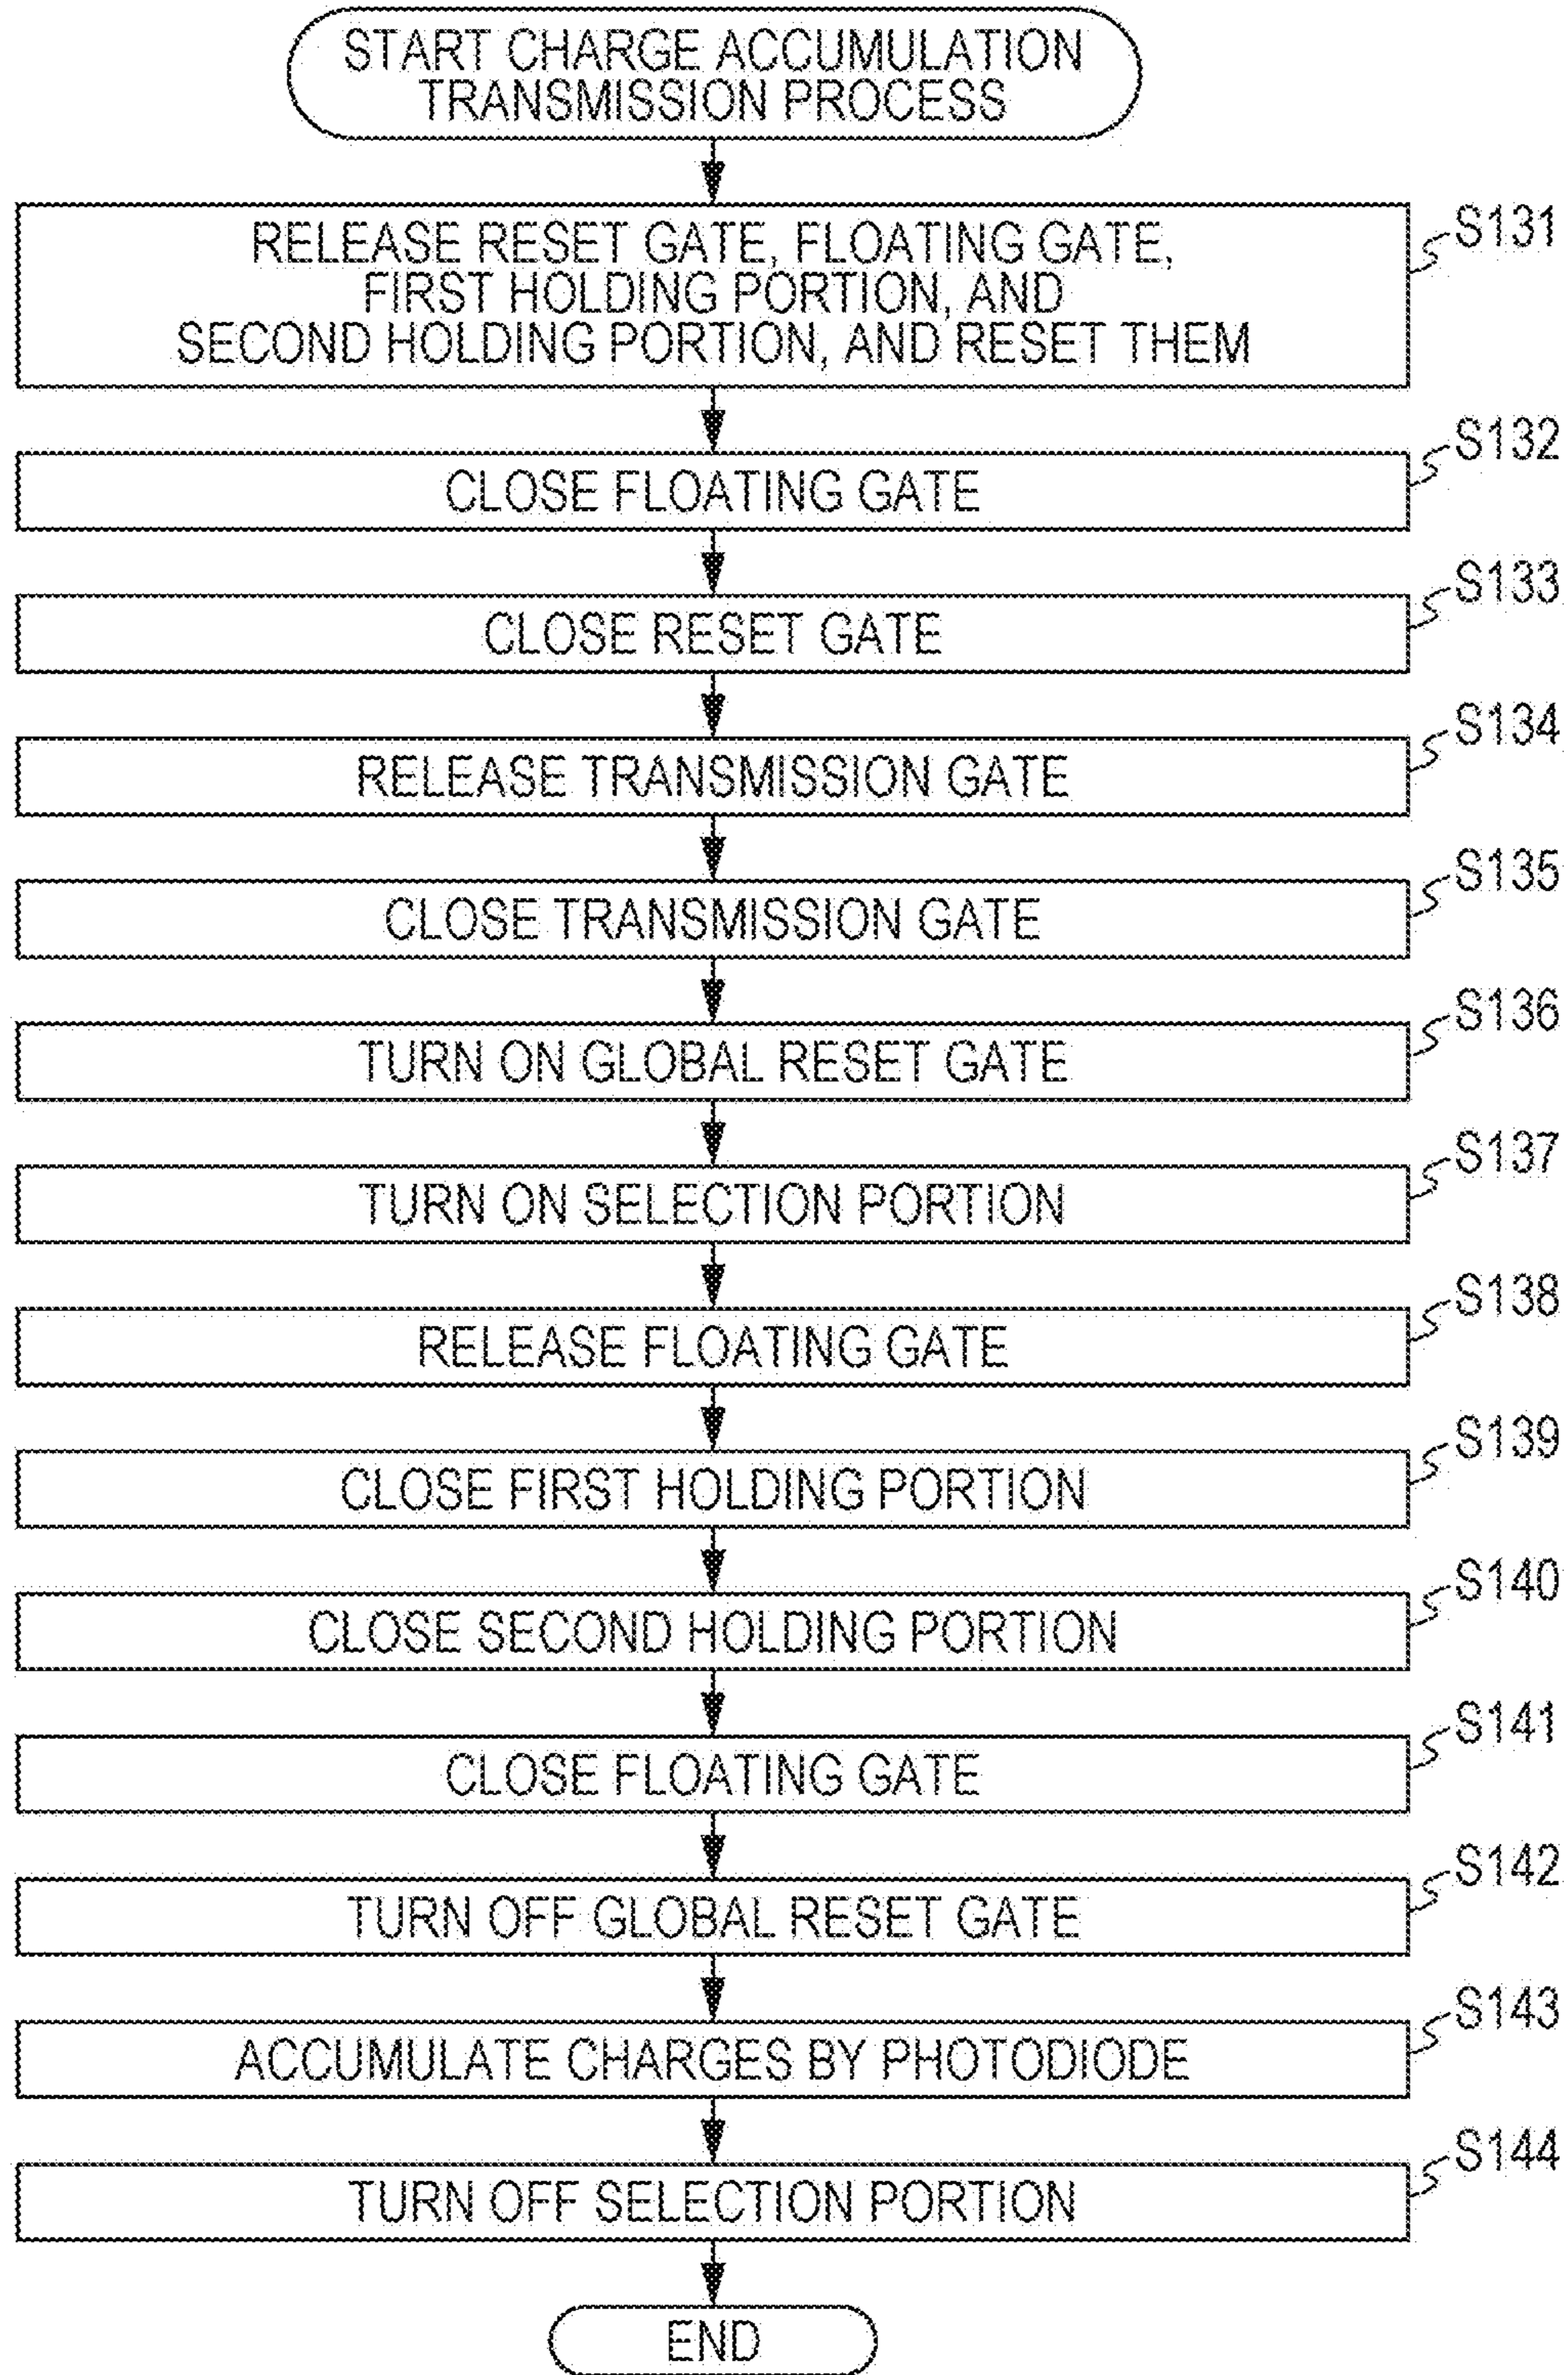 START CHARGE ACCUMULATION
TRANSMISSION PROCESS
RELEASE RESET GATE, FLOATING GATE,
FIRST HOLDING PORTION, AND
SECOND HOLDING PORTION, AND RESET THEM
S131
CLOSE FLOATING GATE
S132
CLOSE RESET GATE
S133
RELEASE TRANSMISSION GATE
S134
CLOSE TRANSMISSION GATE
S135
TURN ON GLOBAL RESET GATE
S136
TURN ON SELECTION PORTION
S137
RELEASE FLOATING GATE
S138
CLOSE FIRST HOLDING PORTION
S139
CLOSE SECOND HOLDING PORTION
S140
CLOSE FLOATING GATE
S141
TURN OFF GLOBAL RESET GATE
S142
ACCUMULATE CHARGES BY PHOTODIODE
S143
TURN OFF SELECTION PORTION
S144
END